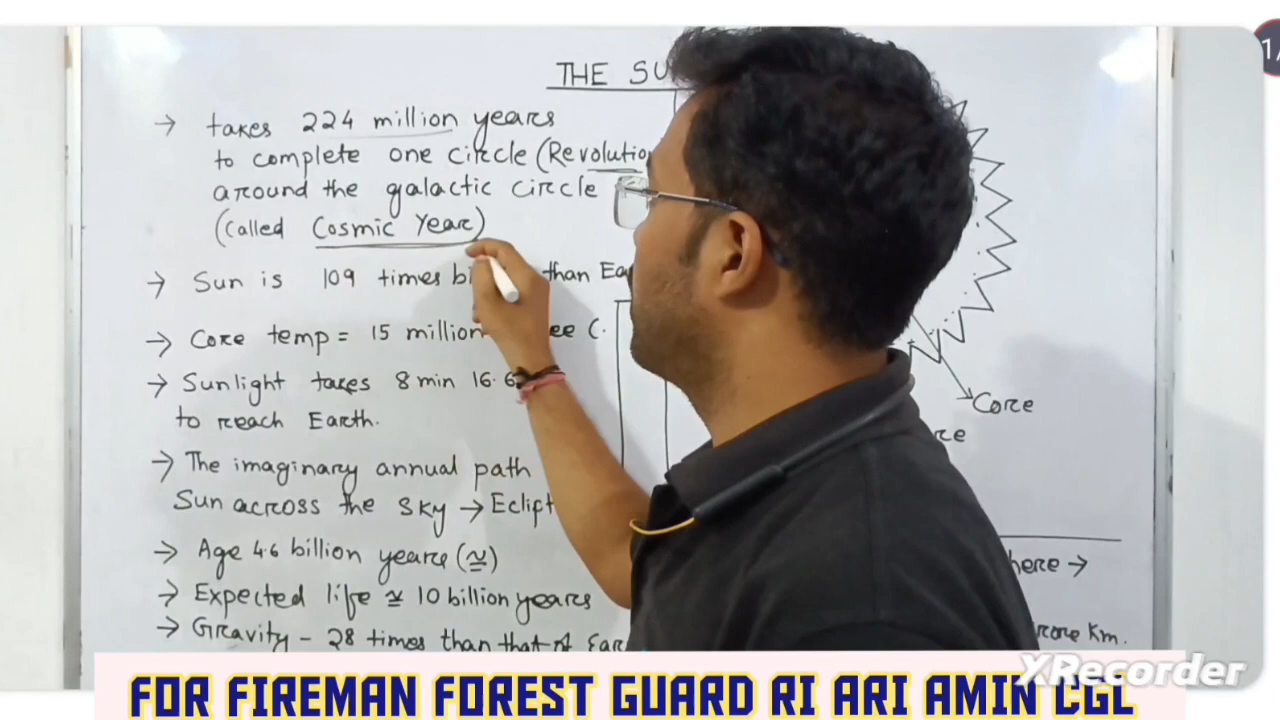 THE SU
→ takes 224 million years
to complete one circle (Revolutio
around the galactic circle
(called Cosmic Year)
→ Sun is 109 times bi than Ea
→ Core temp = 15 million ee C.
→ Sunlight takes 8 min 16.6
to reach Earth.
→ The imaginary annual path
Sun across the Sky → Eclipt
→ Age 4.6 billion years (≅)
→ Expected life ≅ 10 billion years
→ Gravity - 28 times than that of Ear
Core
re
here →
crore Km.
XRecorder
FOR FIREMAN FOREST GUARD RI ARI AMIN CGL